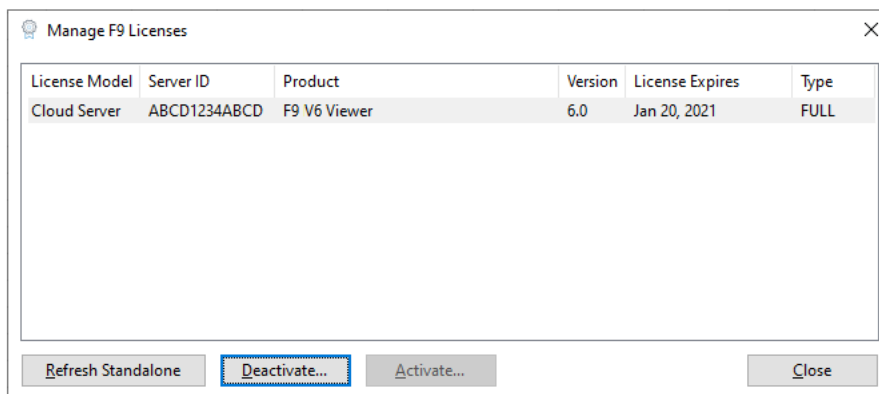 Manage F9 Licenses
License Model Server ID Product Version License Expires Type
Cloud Server ABCD1234ABCD F9 V6 Viewer 6.0 Jan 20, 2021 FULL
Refresh Standalone Deactivate... Activate... Close